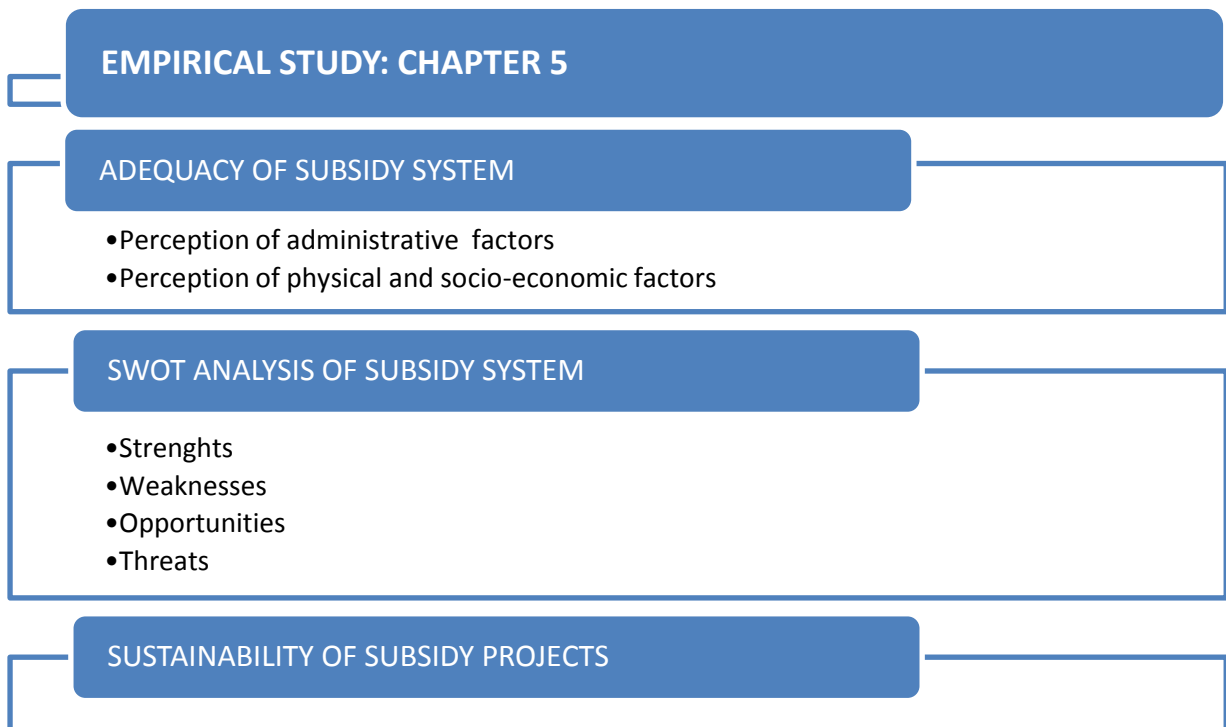 EMPIRICAL STUDY: CHAPTER 5
ADEQUACY OF SUBSIDY SYSTEM
•Perception of administrative factors
•Perception of physical and socio-economic factors
SWOT ANALYSIS OF SUBSIDY SYSTEM
•Strenghts
•Weaknesses
•Opportunities
•Threats
SUSTAINABILITY OF SUBSIDY PROJECTS